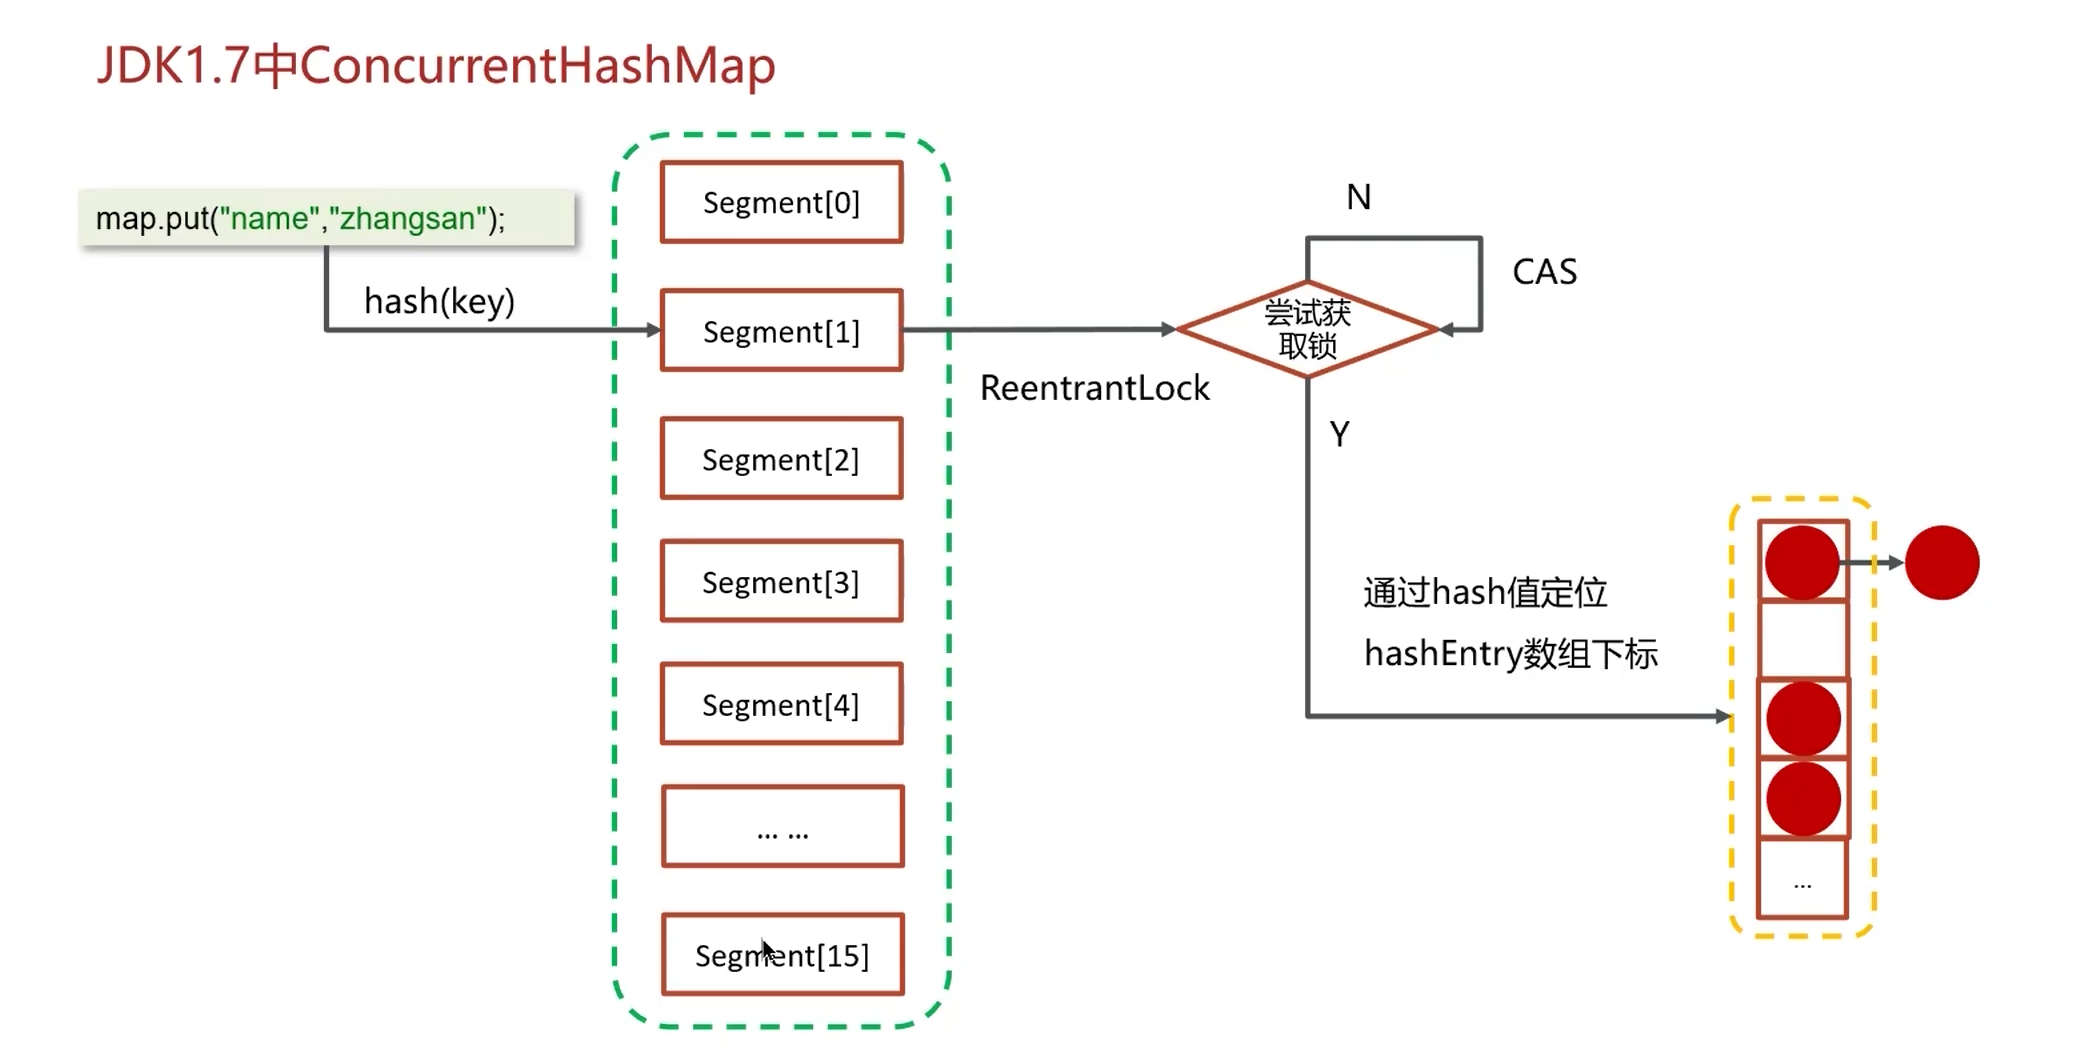 JDK1.7中ConcurrentHashMap
map.put("name","zhangsan");
hash(key)
Segment[0]
Segment[1]
Segment[2]
Segment[3]
Segment[4]
... ...
Segment[15]
ReentrantLock
N
CAS
尝试获
取锁
Y
通过hash值定位
hashEntry数组下标
...